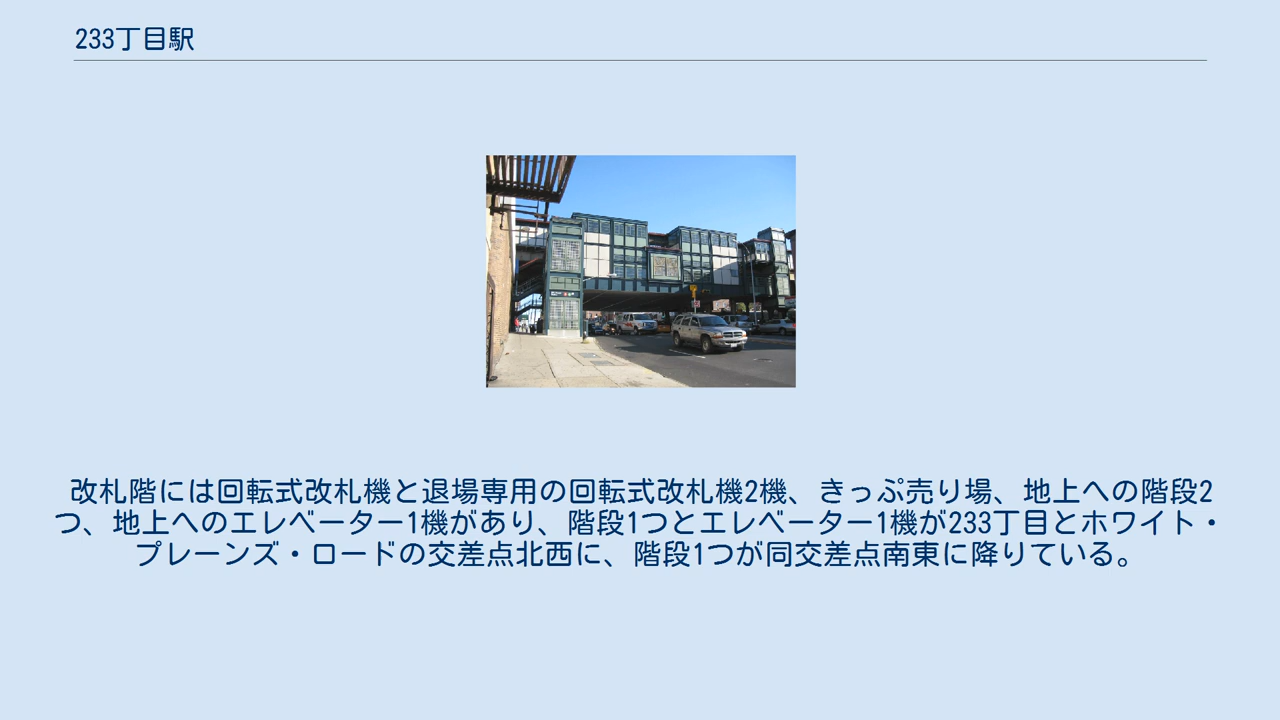 233丁目駅
改札階には回転式改札機と退場専用の回転式改札機2機、きっぷ売り場、地上への階段2
つ、地上へのエレベーター1機があり、階段1つとエレベーター1機が233丁目とホワイト・
プレーンズ・ロードの交差点北西に、階段1つが同交差点南東に降りている。